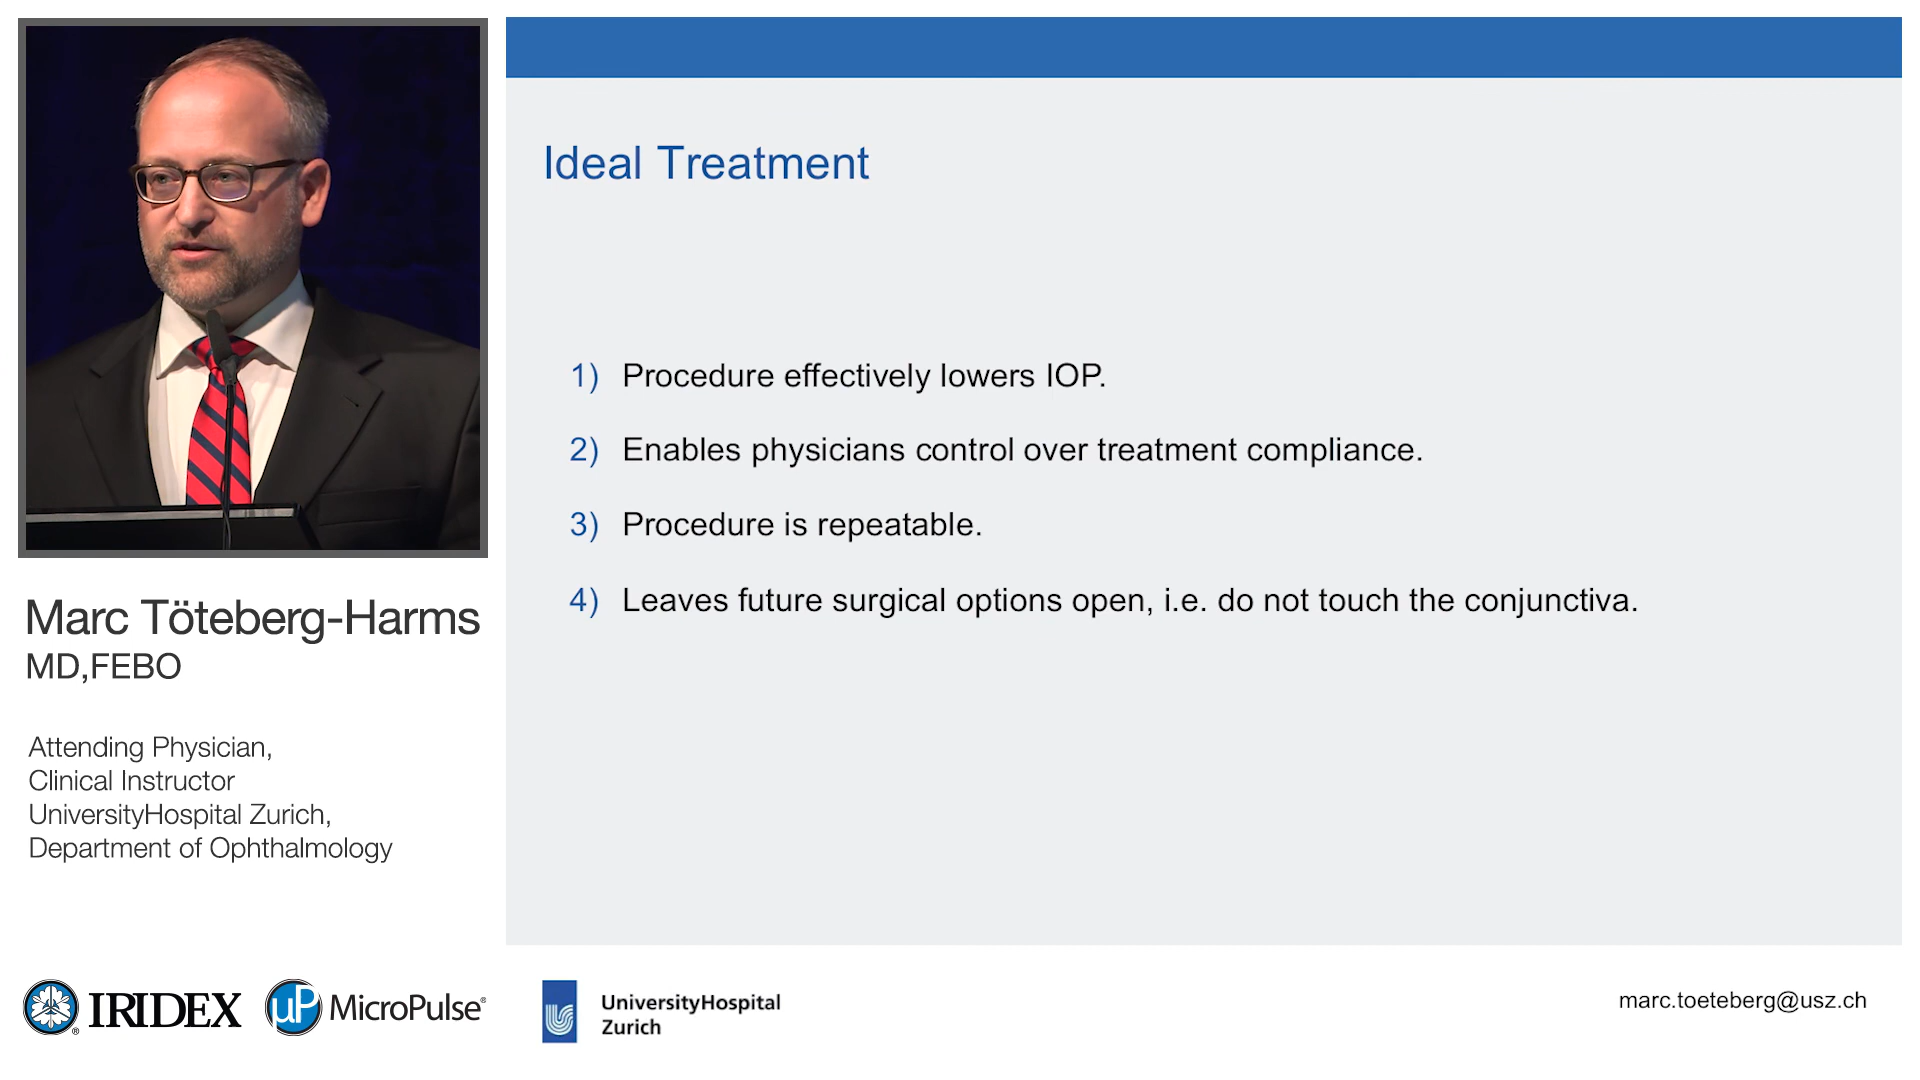 Ideal Treatment
1) Procedure effectively lowers IOP.
2) Enables physicians control over treatment compliance.
3) Procedure is repeatable.
4) Leaves future surgical options open, i.e. do not touch the conjunctiva.
Marc Töteberg-Harms
MD,FEBO
Attending Physician,
Clinical Instructor
UniversityHospital Zurich,
Department of Ophthalmology
IRIDEX®
µP MicroPulse®
UniversityHospital
Zurich
marc.toeteberg@usz.ch